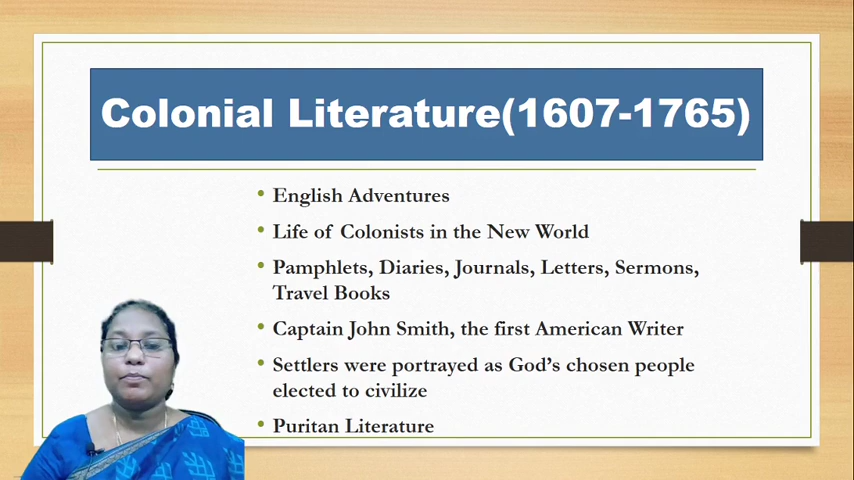 Colonial Literature(1607-1765)
• English Adventures
• Life of Colonists in the New World
• Pamphlets, Diaries, Journals, Letters, Sermons,
Travel Books
• Captain John Smith, the first American Writer
• Settlers were portrayed as God's chosen people
elected to civilize
• Puritan Literature